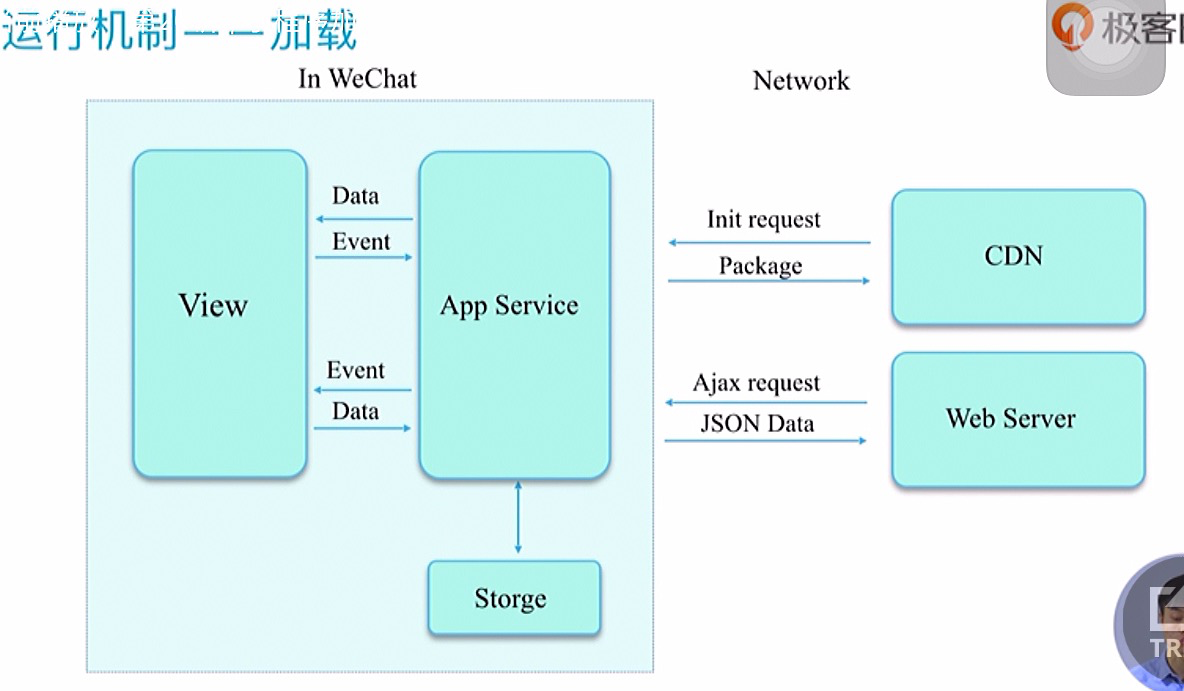 运行机制——加载
极客
In WeChat
Network
Data
Event
View
App Service
Event
Data
Storge
Init request
Package
CDN
Ajax request
JSON Data
Web Server
TR